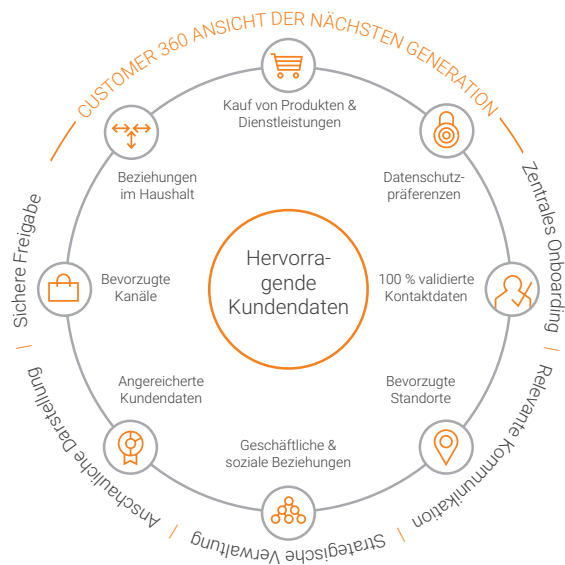 CUSTOMER 360 ANSICHT DER NÄCHSTEN GENERATION
Kauf von Produkten &
Dienstleistungen
Beziehungen
im Haushalt
Datenschutz-
präferenzen
Zentrales Onboarding
Sichere Freigabe
Hervorra-
gende
Kundendaten
Bevorzugte
Kanäle
100 % validierte
Kontaktdaten
Angereicherte
Kundendaten
Bevorzugte
Standorte
Geschäftliche &
soziale Beziehungen
Relevante Kommunikation
Anschauliche Darstellung
Strategische Verwaltung